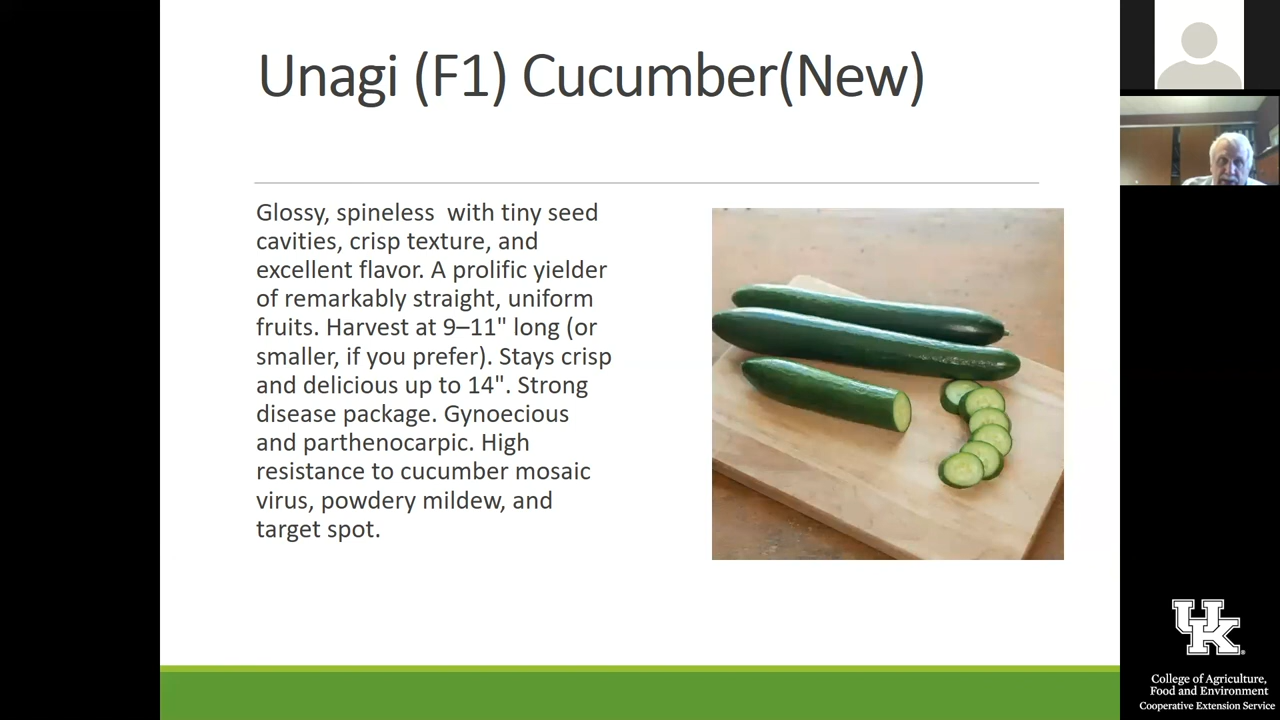 Unagi (F1) Cucumber(New)
Glossy, spineless  with tiny seed
cavities, crisp texture, and
excellent flavor. A prolific yielder
of remarkably straight, uniform
fruits. Harvest at 9–11" long (or
smaller, if you prefer). Stays crisp
and delicious up to 14". Strong
disease package. Gynoecious
and parthenocarpic. High
resistance to cucumber mosaic
virus, powdery mildew, and
target spot.
UK
College of Agriculture,
Food and Environment
Cooperative Extension Service